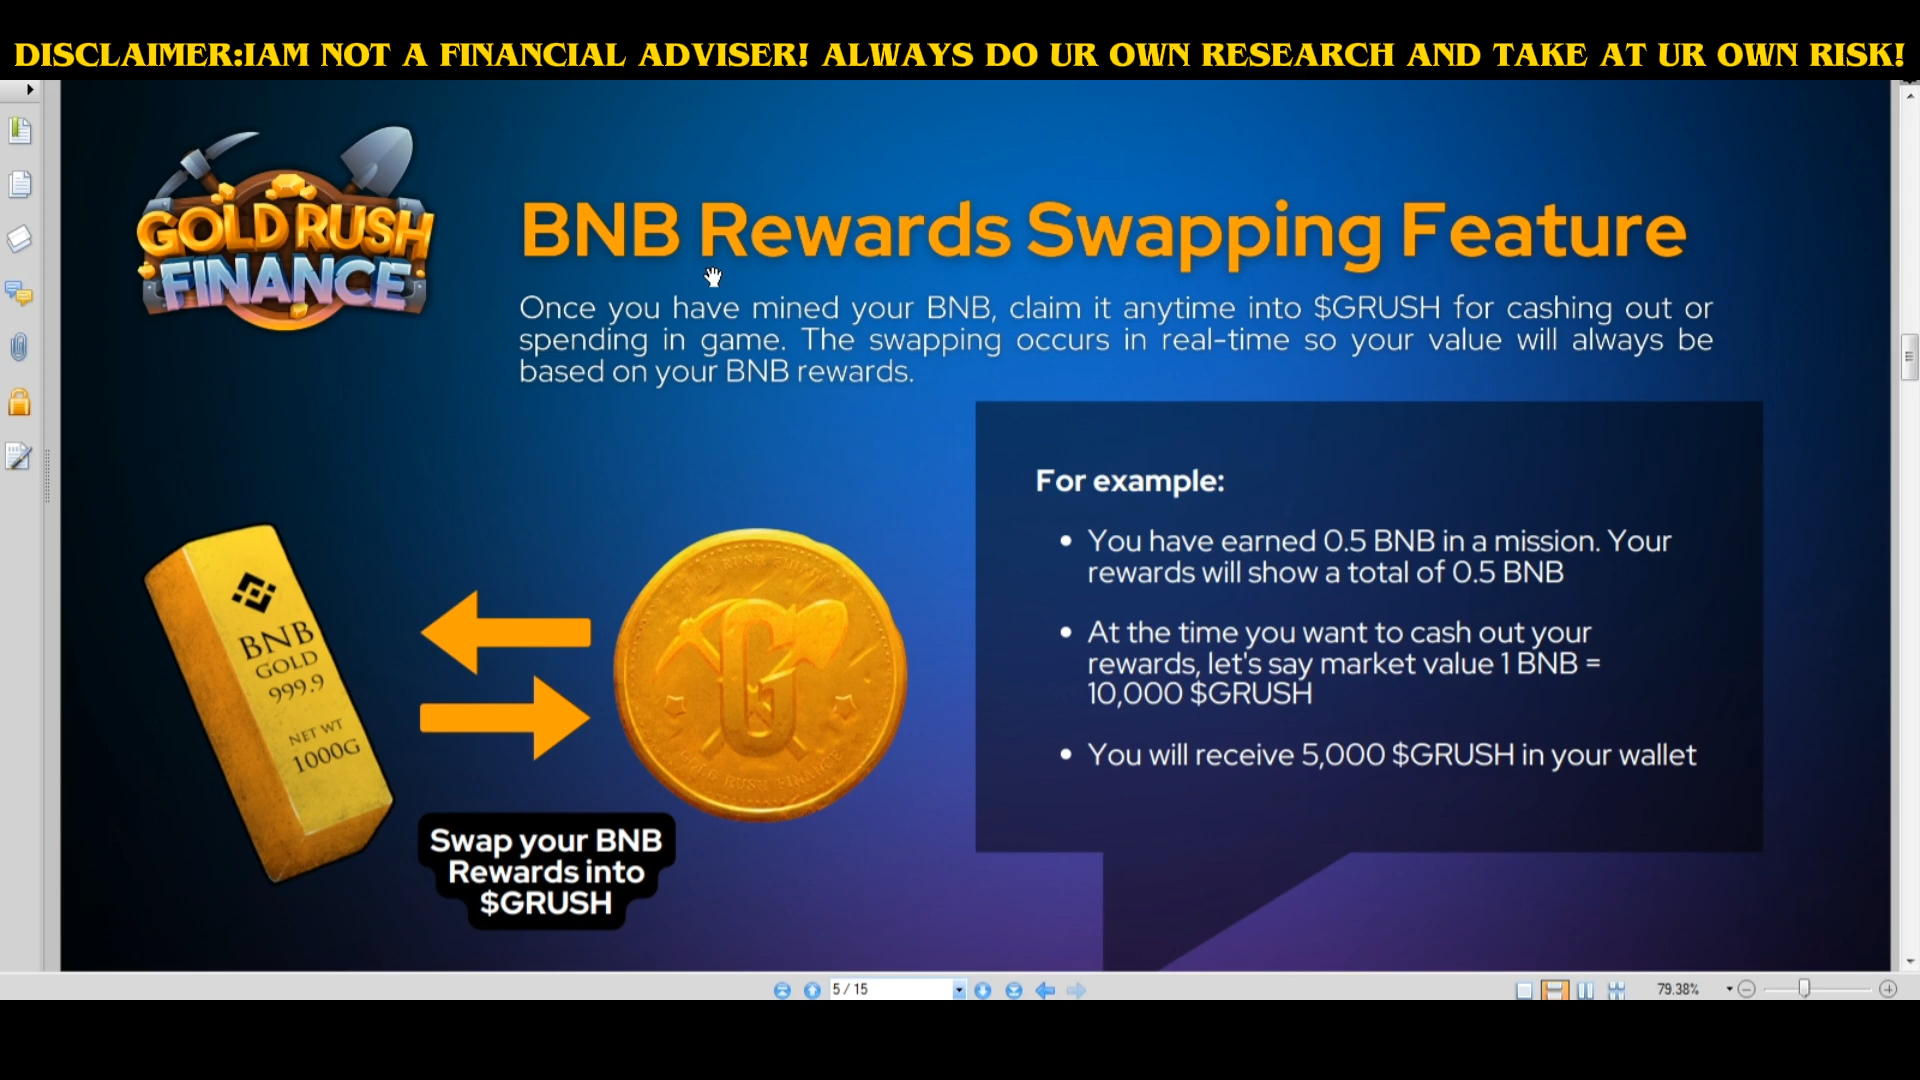 DISCLAIMER:IAM NOT A FINANCIAL ADVISER! ALWAYS DO UR OWN RESEARCH AND TAKE AT UR OWN RISK!
GOLD RUSH
FINANCE
BNB Rewards Swapping Feature
Once you have mined your BNB, claim it anytime into $GRUSH for cashing out or
spending in game. The swapping occurs in real-time so your value will always be
based on your BNB rewards.
For example:
• You have earned 0.5 BNB in a mission. Your
rewards will show a total of 0.5 BNB
• At the time you want to cash out your
rewards, let's say market value 1 BNB =
10,000 $GRUSH
• You will receive 5,000 $GRUSH in your wallet
BNB
GOLD
999.9
NET WT
1000G
G
Swap your BNB
Rewards into
$GRUSH
5 / 15
79.38%